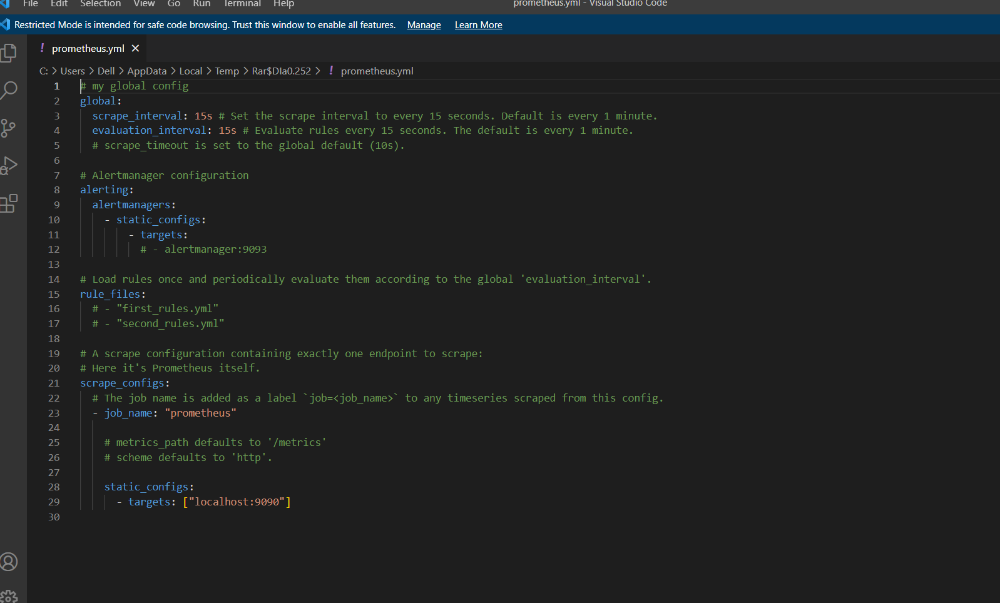 File Edit Selection View Go Run Terminal Help prometheus.yml - Visual Studio Code
Restricted Mode is intended for safe code browsing. Trust this window to enable all features. Manage Learn More
! prometheus.yml ×
C: > Users > Dell > AppData > Local > Temp > Rar$DIa0.252 > ! prometheus.yml
1 # my global config
2 global:
3   scrape_interval: 15s # Set the scrape interval to every 15 seconds. Default is every 1 minute.
4   evaluation_interval: 15s # Evaluate rules every 15 seconds. The default is every 1 minute.
5   # scrape_timeout is set to the global default (10s).
6
7 # Alertmanager configuration
8 alerting:
9   alertmanagers:
10     - static_configs:
11         - targets:
12           # - alertmanager:9093
13
14 # Load rules once and periodically evaluate them according to the global 'evaluation_interval'.
15 rule_files:
16   # - "first_rules.yml"
17   # - "second_rules.yml"
18
19 # A scrape configuration containing exactly one endpoint to scrape:
20 # Here it's Prometheus itself.
21 scrape_configs:
22   # The job name is added as a label `job=<job_name>` to any timeseries scraped from this config.
23   - job_name: "prometheus"
24
25     # metrics_path defaults to '/metrics'
26     # scheme defaults to 'http'.
27
28     static_configs:
29       - targets: ["localhost:9090"]
30